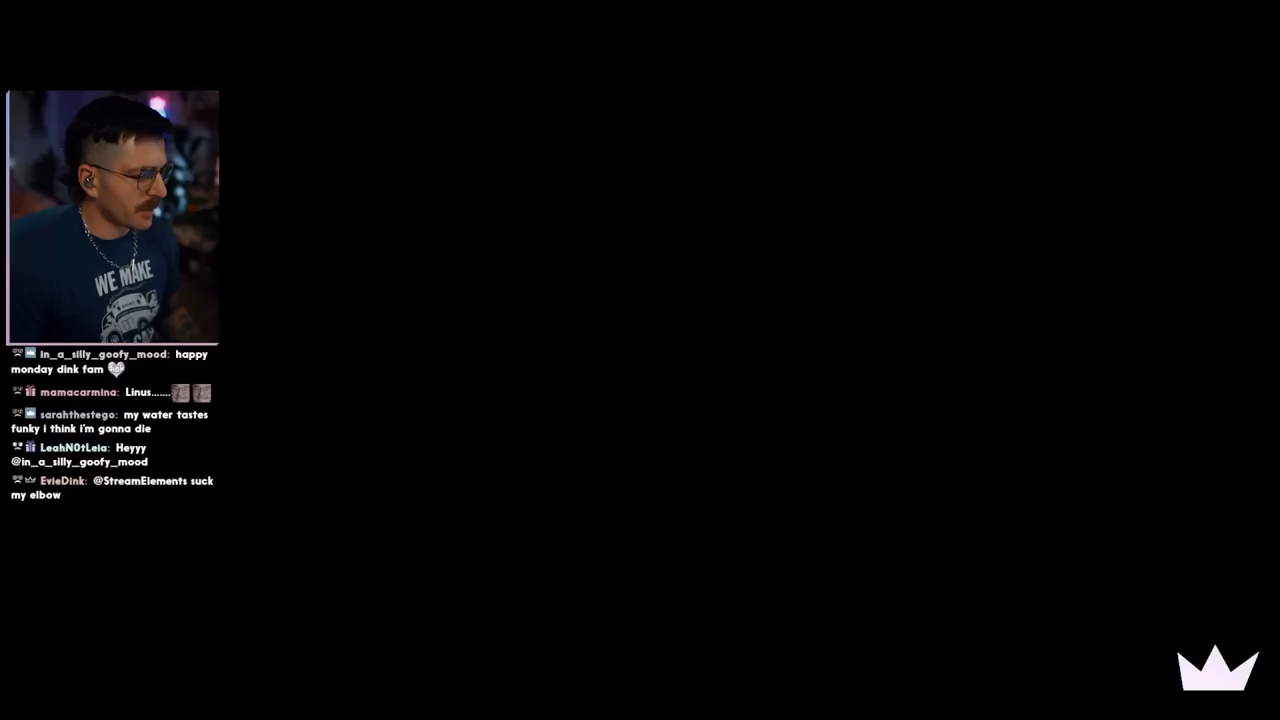 WE MAKE
in_a_silly_goofy_mood: happy
monday dink fam
mamacarmina: Linus.......
sarahthestego: my water tastes
funky i think i'm gonna die
LeahN0tLeia: Heyyy
@in_a_silly_goofy_mood
EvieDink: @StreamElements suck
my elbow